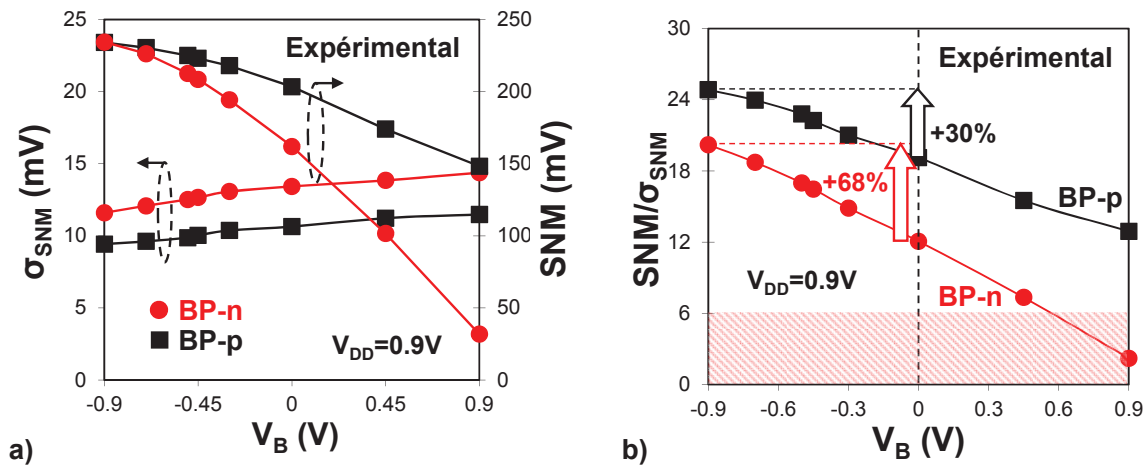 Expérimental
σSNM (mV)
25
20
15
10
5
0
SNM (mV)
250
200
150
100
50
0
BP-n
BP-p
VDD=0.9V
-0.9
-0.45
0
0.45
0.9
VB (V)
a)
Expérimental
SNM/σSNM
30
24
18
12
6
0
+30%
+68%
BP-p
BP-n
VDD=0.9V
-0.9
-0.6
-0.3
0
0.3
0.6
0.9
VB (V)
b)